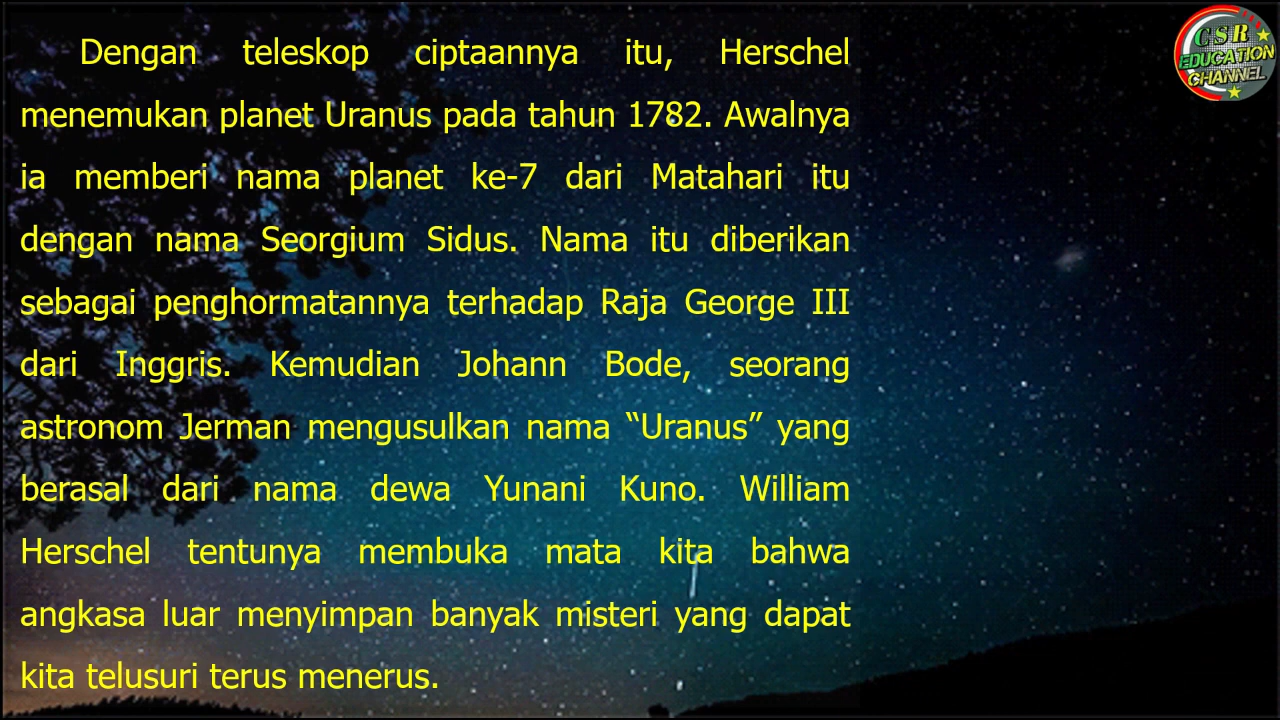 Dengan teleskop ciptaannya itu, Herschel
menemukan planet Uranus pada tahun 1782. Awalnya
ia memberi nama planet ke-7 dari Matahari itu
dengan nama Seorgium Sidus. Nama itu diberikan
sebagai penghormatannya terhadap Raja George III
dari Inggris. Kemudian Johann Bode, seorang
astronom Jerman mengusulkan nama “Uranus” yang
berasal dari nama dewa Yunani Kuno. William
Herschel tentunya membuka mata kita bahwa
angkasa luar menyimpan banyak misteri yang dapat
kita telusuri terus menerus.
CSR
EDUCATION
CHANNEL